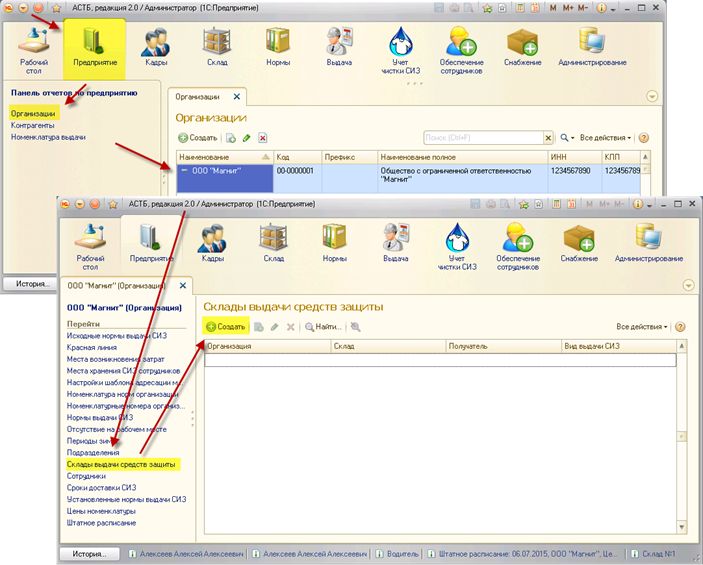 АСТБ, редакция 2.0 / Администратор (1С:Предприятие)
M M+ M-
Рабочий стол
Предприятие
Кадры
Склад
Нормы
Выдача
Учет чистки СИЗ
Обеспечение сотрудников
Снабжение
Администрирование
Панель отчетов по предприятию
Организации
Контрагенты
Номенклатура выдачи
Организации
Организации
Создать
Поиск (Ctrl+F)
Все действия
Наименование Код Префикс Наименование полное ИНН КПП
ООО "Магнит" 00-0000001 Общество с ограниченной ответственностью "Магнит" 1234567890 123456789
История...
АСТБ, редакция 2.0 / Администратор (1С:Предприятие)
M M+ M-
Рабочий стол
Предприятие
Кадры
Склад
Нормы
Выдача
Учет чистки СИЗ
Обеспечение сотрудников
Снабжение
Администрирование
ООО "Магнит" (Организация)
ООО "Магнит" (Организация)
Перейти
Исходные нормы выдачи СИЗ
Красная линия
Места возникновения затрат
Места хранения СИЗ сотрудников
Настройки шаблона адресации м...
Номенклатура норм организации
Номенклатурные номера организ...
Нормы выдачи СИЗ
Отсутствие на рабочем месте
Периоды зим
Подразделения
Склады выдачи средств защиты
Сотрудники
Сроки доставки СИЗ
Установленные нормы выдачи СИЗ
Цены номенклатуры
Штатное расписание
Склады выдачи средств защиты
Создать
Найти...
Все действия
Организация Склад Получатель Вид выдачи СИЗ
История...
Алексеев Алексей Алексеевич
Алексеев Алексей Алексеевич
Водитель
Штатное расписание: 06.07.2015, ООО "Магнит", Це...
Склад №1